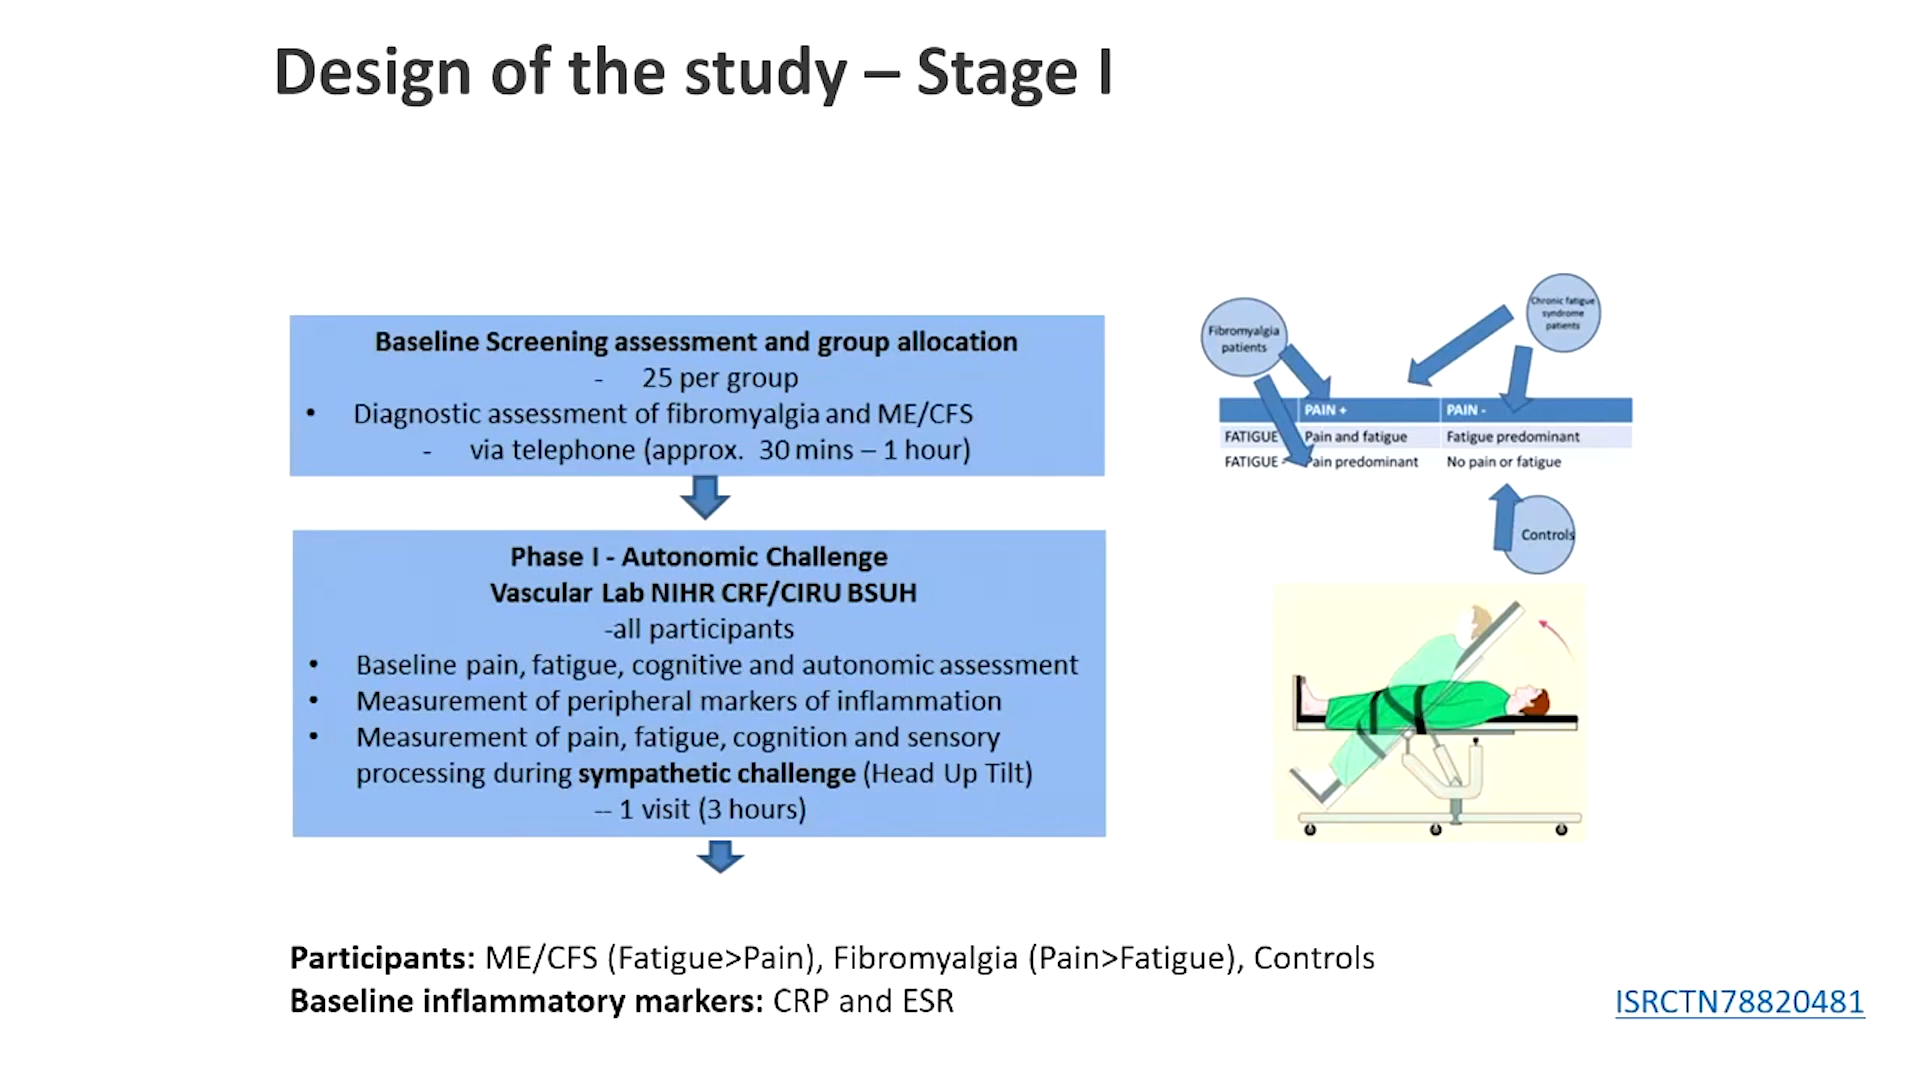 Design of the study – Stage I
Baseline Screening assessment and group allocation
- 25 per group
• Diagnostic assessment of fibromyalgia and ME/CFS
- via telephone (approx. 30 mins – 1 hour)
Phase I - Autonomic Challenge
Vascular Lab NIHR CRF/CIRU BSUH
-all participants
• Baseline pain, fatigue, cognitive and autonomic assessment
• Measurement of peripheral markers of inflammation
• Measurement of pain, fatigue, cognition and sensory
processing during sympathetic challenge (Head Up Tilt)
-- 1 visit (3 hours)
Fibromyalgia
patients
Chronic fatigue
syndrome
patients
PAIN + PAIN -
FATIGUE Pain and fatigue Fatigue predominant
FATIGUE - Pain predominant No pain or fatigue
Controls
Participants: ME/CFS (Fatigue>Pain), Fibromyalgia (Pain>Fatigue), Controls
Baseline inflammatory markers: CRP and ESR
ISRCTN78820481